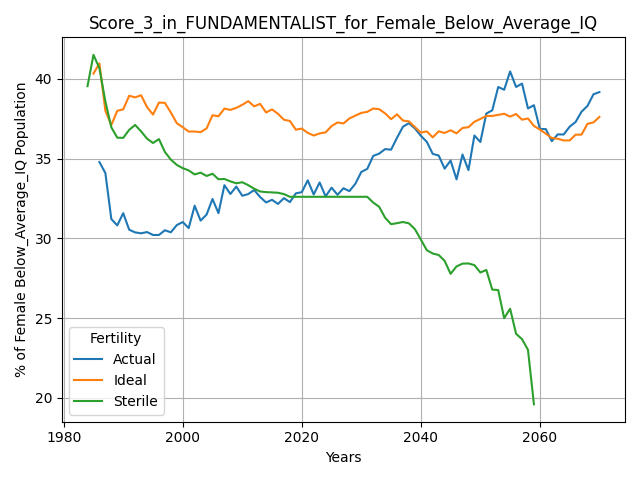 Score_3_in_FUNDAMENTALIST_for_Female_Below_Average_IQ
% of Female Below_Average_IQ Population
40
35
30
25
20
Fertility
Actual
Ideal
Sterile
1980
2000
2020
2040
2060
Years